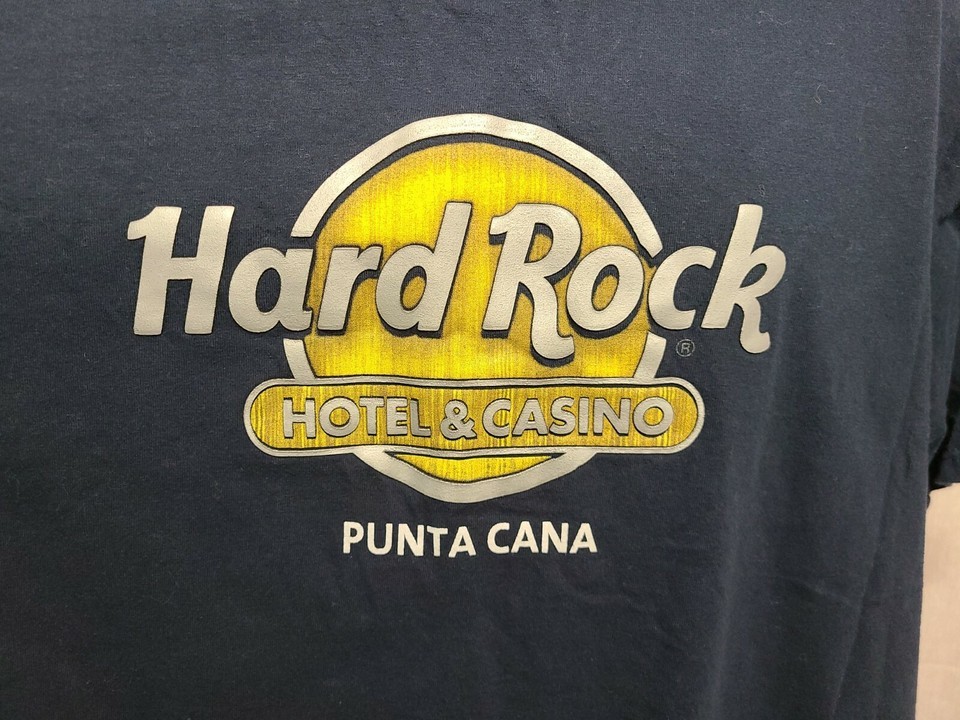 Hard Rock
®
HOTEL & CASINO
PUNTA CANA